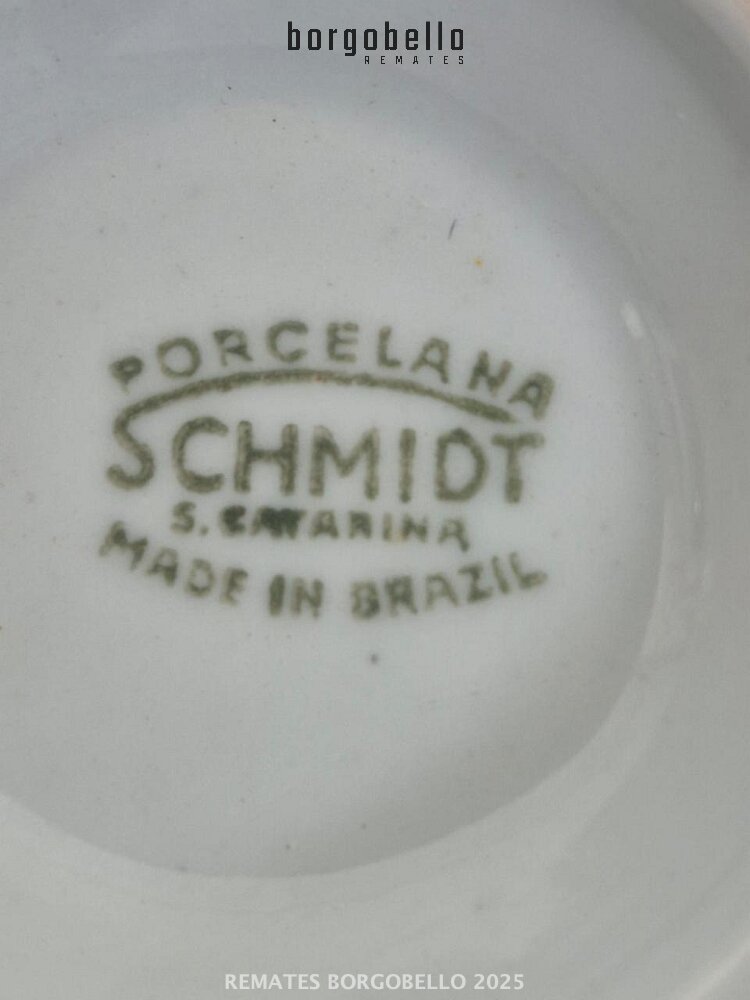 borgobello
REMATES
PORCELANA
SCHMIDT
S. CATARINA
MADE IN BRAZIL
REMATES BORGOBELLO 2025